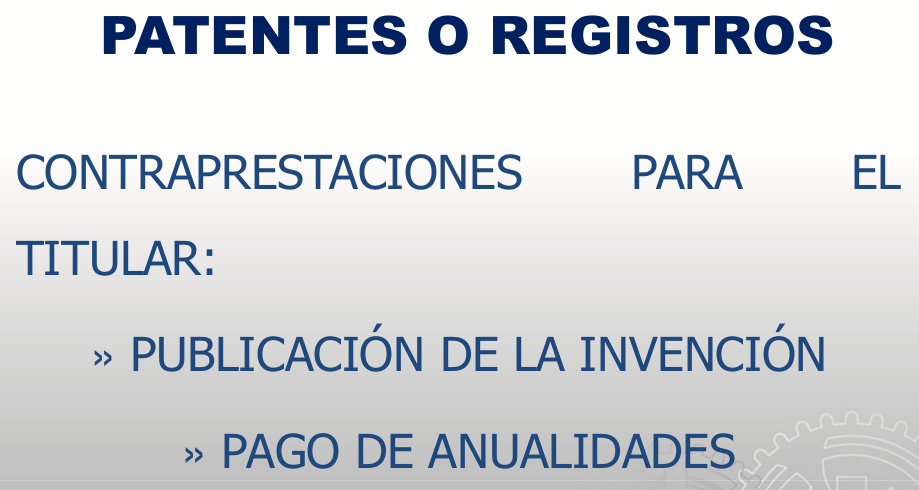 PATENTES O REGISTROS
CONTRAPRESTACIONES PARA EL
TITULAR:
» PUBLICACIÓN DE LA INVENCIÓN
» PAGO DE ANUALIDADES